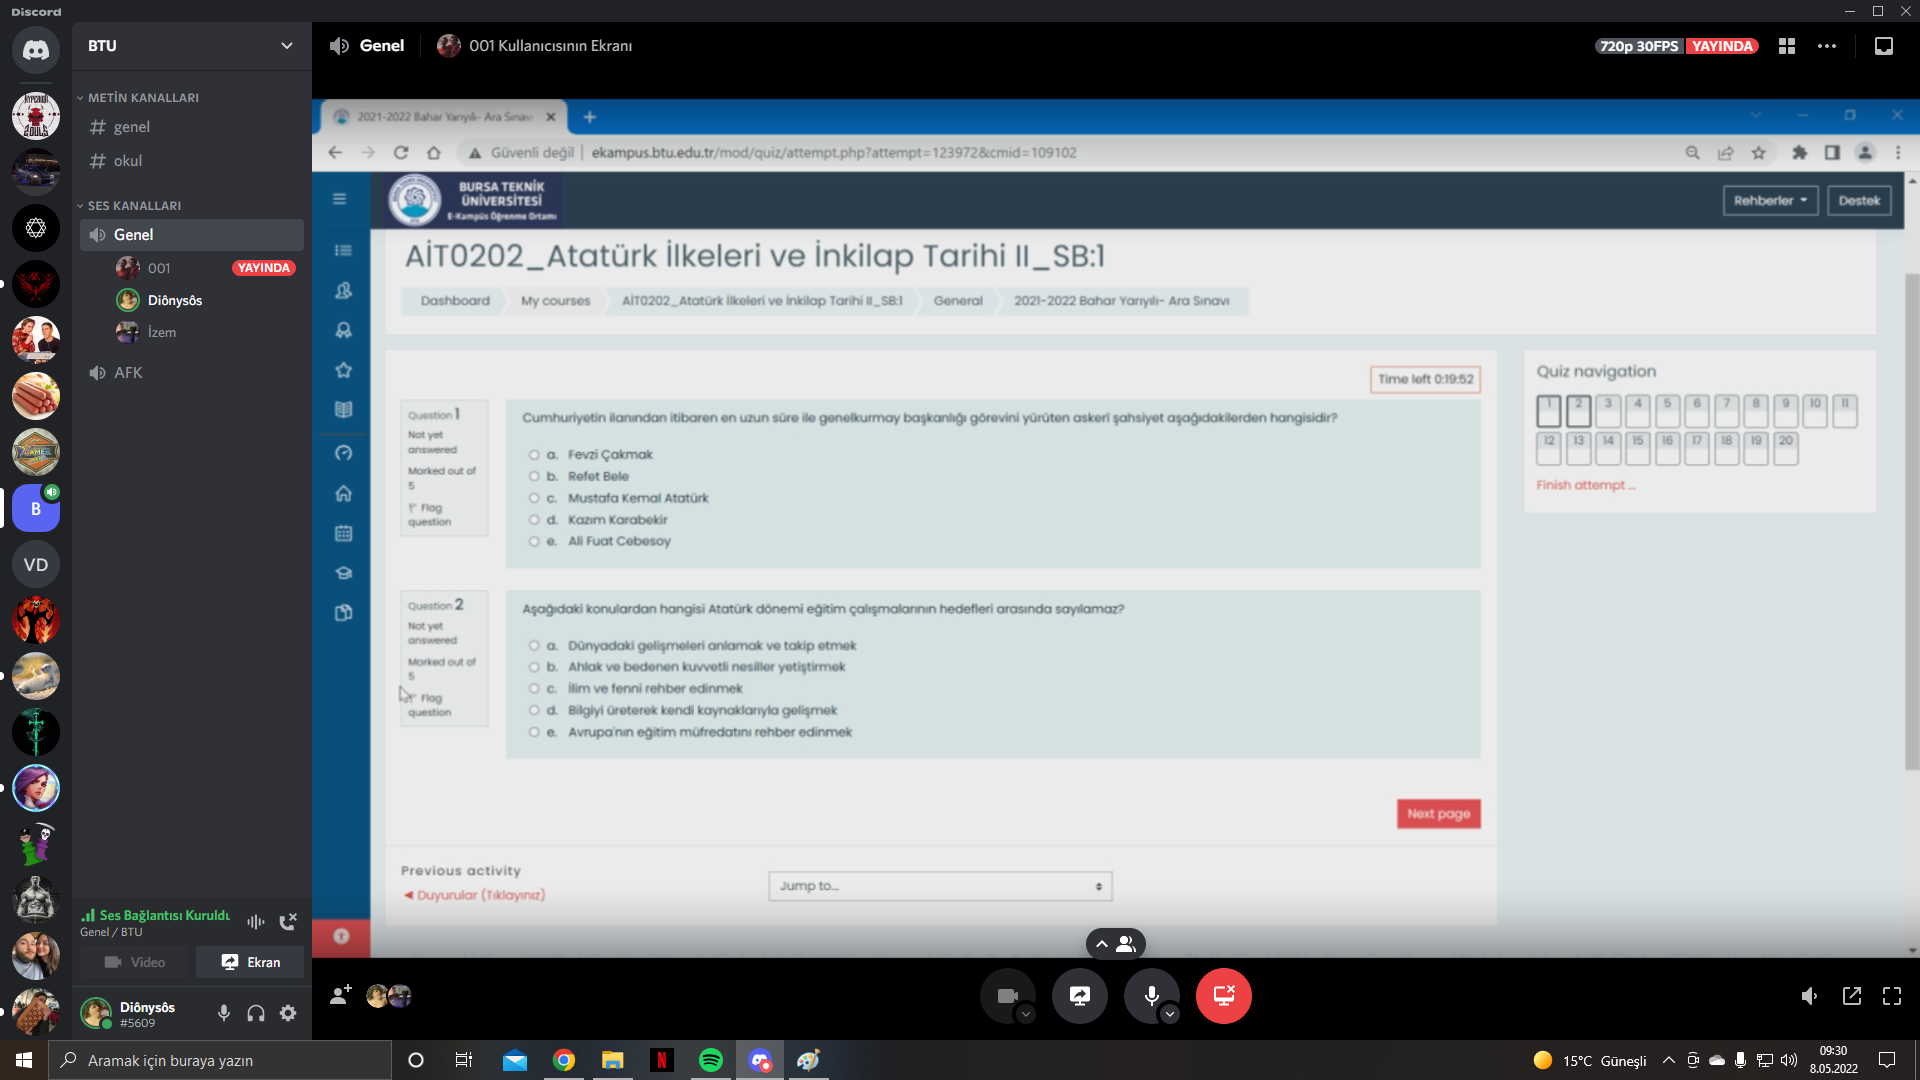 Discord
BTU
METİN KANALLARI
genel
okul
SES KANALLARI
Genel
001
YAYINDA
Diônysôs
İzem
AFK
B
VD
Ses Bağlantısı Kuruldu
Genel / BTU
Video
Ekran
Diônysôs
#5609
Genel
001 Kullanıcısının Ekranı
720p 30FPS
YAYINDA
2021-2022 Bahar Yarıyılı- Ara Sınavı
Güvenli değil
ekampus.btu.edu.tr/mod/quiz/attempt.php?attempt=123972&cmid=109102
BURSA TEKNİK
ÜNİVERSİTESİ
E-Kampüs Öğrenme Ortamı
Rehberler
Destek
AİT0202_Atatürk İlkeleri ve İnkilap Tarihi II_SB:1
Dashboard
My courses
AİT0202_Atatürk İlkeleri ve İnkilap Tarihi II_SB:1
General
2021-2022 Bahar Yarıyılı- Ara Sınavı
Time left 0:19:52
Question 1
Not yet
answered
Marked out of
5
Flag
question
Cumhuriyetin ilanından itibaren en uzun süre ile genelkurmay başkanlığı görevini yürüten askerî şahsiyet aşağıdakilerden hangisidir?
a. Fevzi Çakmak
b. Refet Bele
c. Mustafa Kemal Atatürk
d. Kazım Karabekir
e. Ali Fuat Cebesoy
Question 2
Not yet
answered
Marked out of
5
Flag
question
Aşağıdaki konulardan hangisi Atatürk dönemi eğitim çalışmalarının hedefleri arasında sayılamaz?
a. Dünyadaki gelişmeleri anlamak ve takip etmek
b. Ahlak ve bedenen kuvvetli nesiller yetiştirmek
c. İlim ve fenni rehber edinmek
d. Bilgiyi üreterek kendi kaynaklarıyla gelişmek
e. Avrupa'nın eğitim müfredatını rehber edinmek
Next page
Previous activity
◄ Duyurular (Tıklayınız)
Jump to...
Quiz navigation
1 2 3 4 5 6 7 8 9 10 11
12 13 14 15 16 17 18 19 20
Finish attempt ...
Aramak için buraya yazın
15°C Güneşli
09:30
8.05.2022